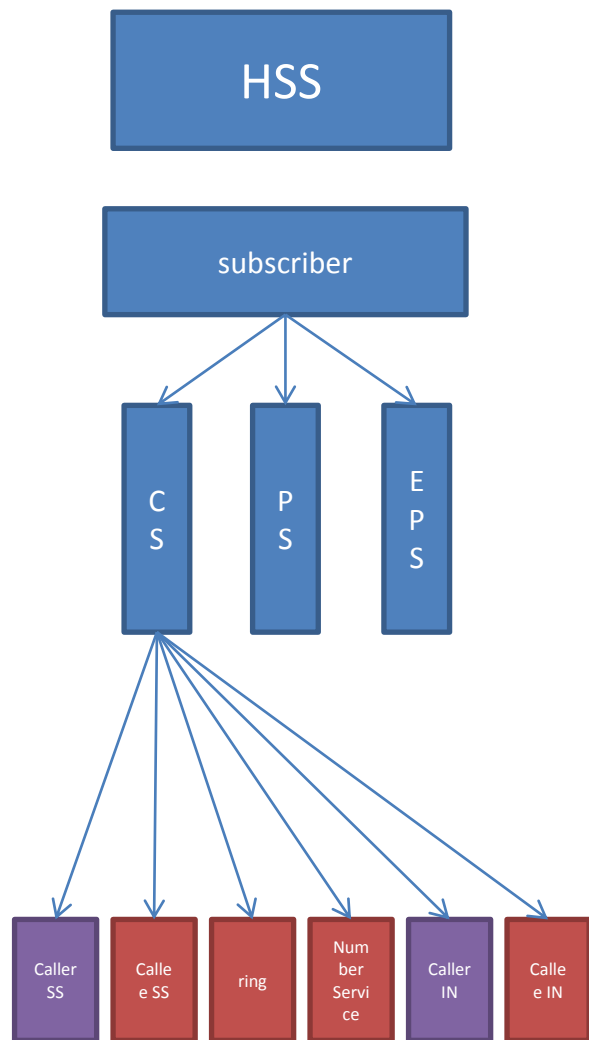 HSS
subscriber
C
S
P
S
E
P
S
Caller
SS
Calle
e SS
ring
Num
ber
Servi
ce
Caller
IN
Calle
e IN